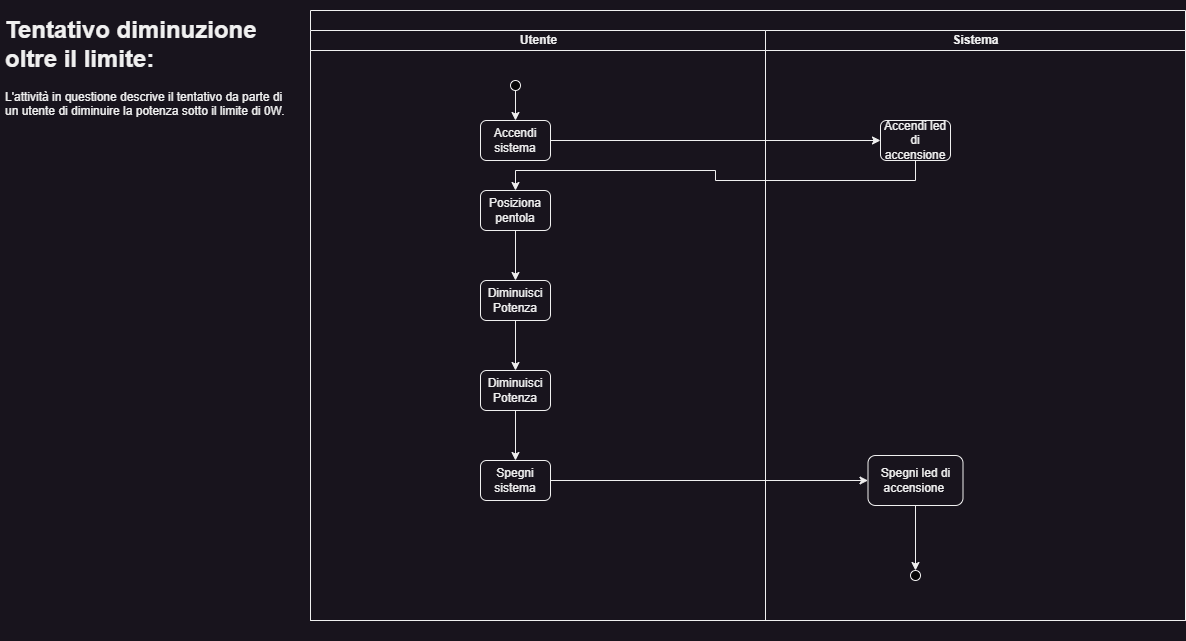 Tentativo diminuzione
oltre il limite:
L'attività in questione descrive il tentativo da parte di
un utente di diminuire la potenza sotto il limite di 0W.
Utente
Sistema
Accendi
sistema
Accendi led
di
accensione
Posiziona
pentola
Diminuisci
Potenza
Diminuisci
Potenza
Spegni
sistema
Spegni led di
accensione